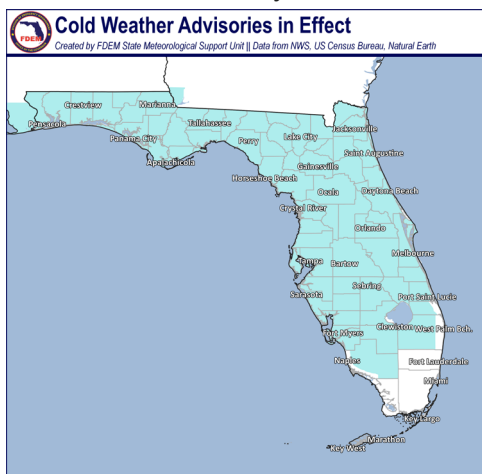 Cold Weather Advisories in Effect
Created by FDEM State Meteorological Support Unit || Data from NWS. US Census Bureau, Natural Earth
FDEM
Crestview
Marianna
Pensacola
Tallahassee
Jacksonville
Panama City
Perry
Lake City
Saint Augustine
Apalachicola
Gainesville
Horseshoe Beach
Ocala
Daytona Beach
Crystal River
Orlando
Melbourne
Tampa
Bartow
Sebring
Sarasota
Port Saint Lucie
Fort Myers
Clewiston
West Palm Bch.
Naples
Fort Lauderdale
Miami
Key Largo
Marathon
Key West